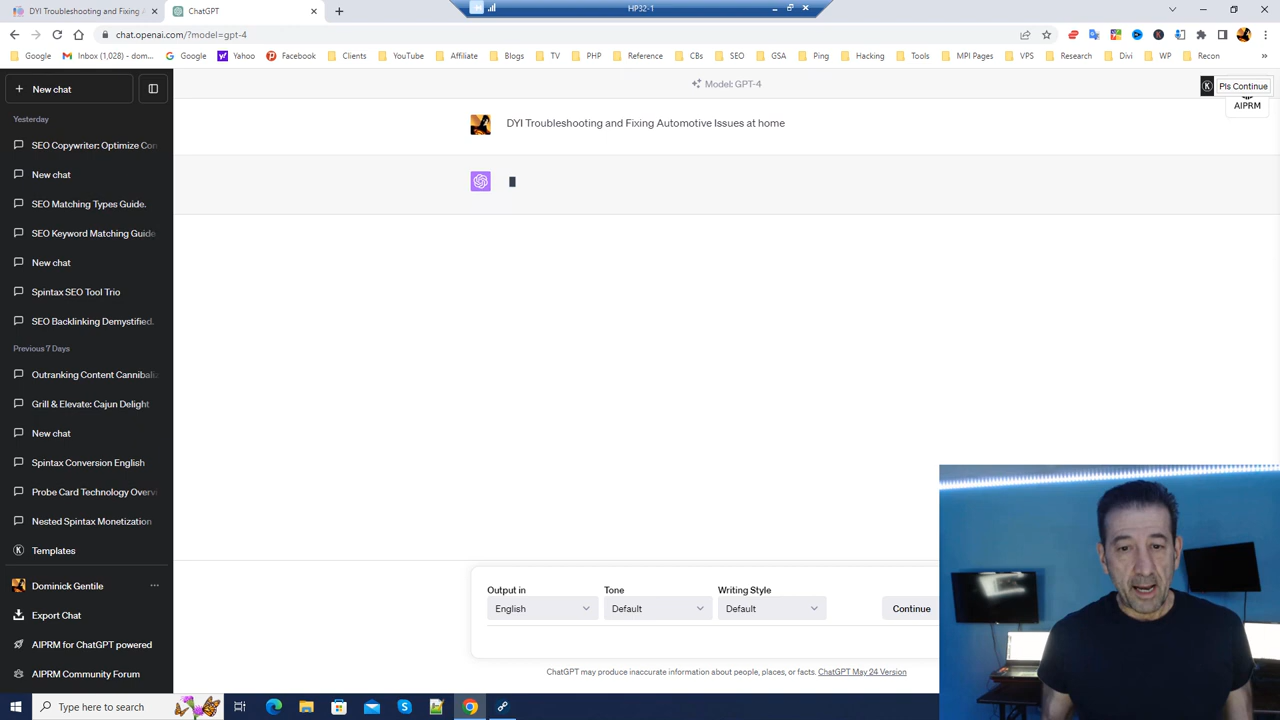 DYI Troubleshooting and Fixing A
ChatGPT
HP32-1
chat.openai.com/?model=gpt-4
Google
Inbox (1,028) - dom...
Google
Yahoo
Facebook
Clients
YouTube
Affiliate
Blogs
TV
PHP
Reference
CBs
SEO
GSA
Ping
Hacking
Tools
MPI Pages
VPS
Research
Divi
WP
Recon
New chat
Model: GPT-4
Pls Continue
AIPRM
Yesterday
SEO Copywriter: Optimize Con
New chat
SEO Matching Types Guide.
SEO Keyword Matching Guide
New chat
Spintax SEO Tool Trio
SEO Backlinking Demystified.
Previous 7 Days
Outranking Content Cannibaliz
Grill & Elevate: Cajun Delight
New chat
Spintax Conversion English
Probe Card Technology Overvi
Nested Spintax Monetization
Templates
Dominick Gentile
Export Chat
AIPRM for ChatGPT powered
AIPRM Community Forum
DYI Troubleshooting and Fixing Automotive Issues at home
Output in
Tone
Writing Style
English
Default
Default
Continue
ChatGPT may produce inaccurate information about people, places, or facts. ChatGPT May 24 Version
Type here to search